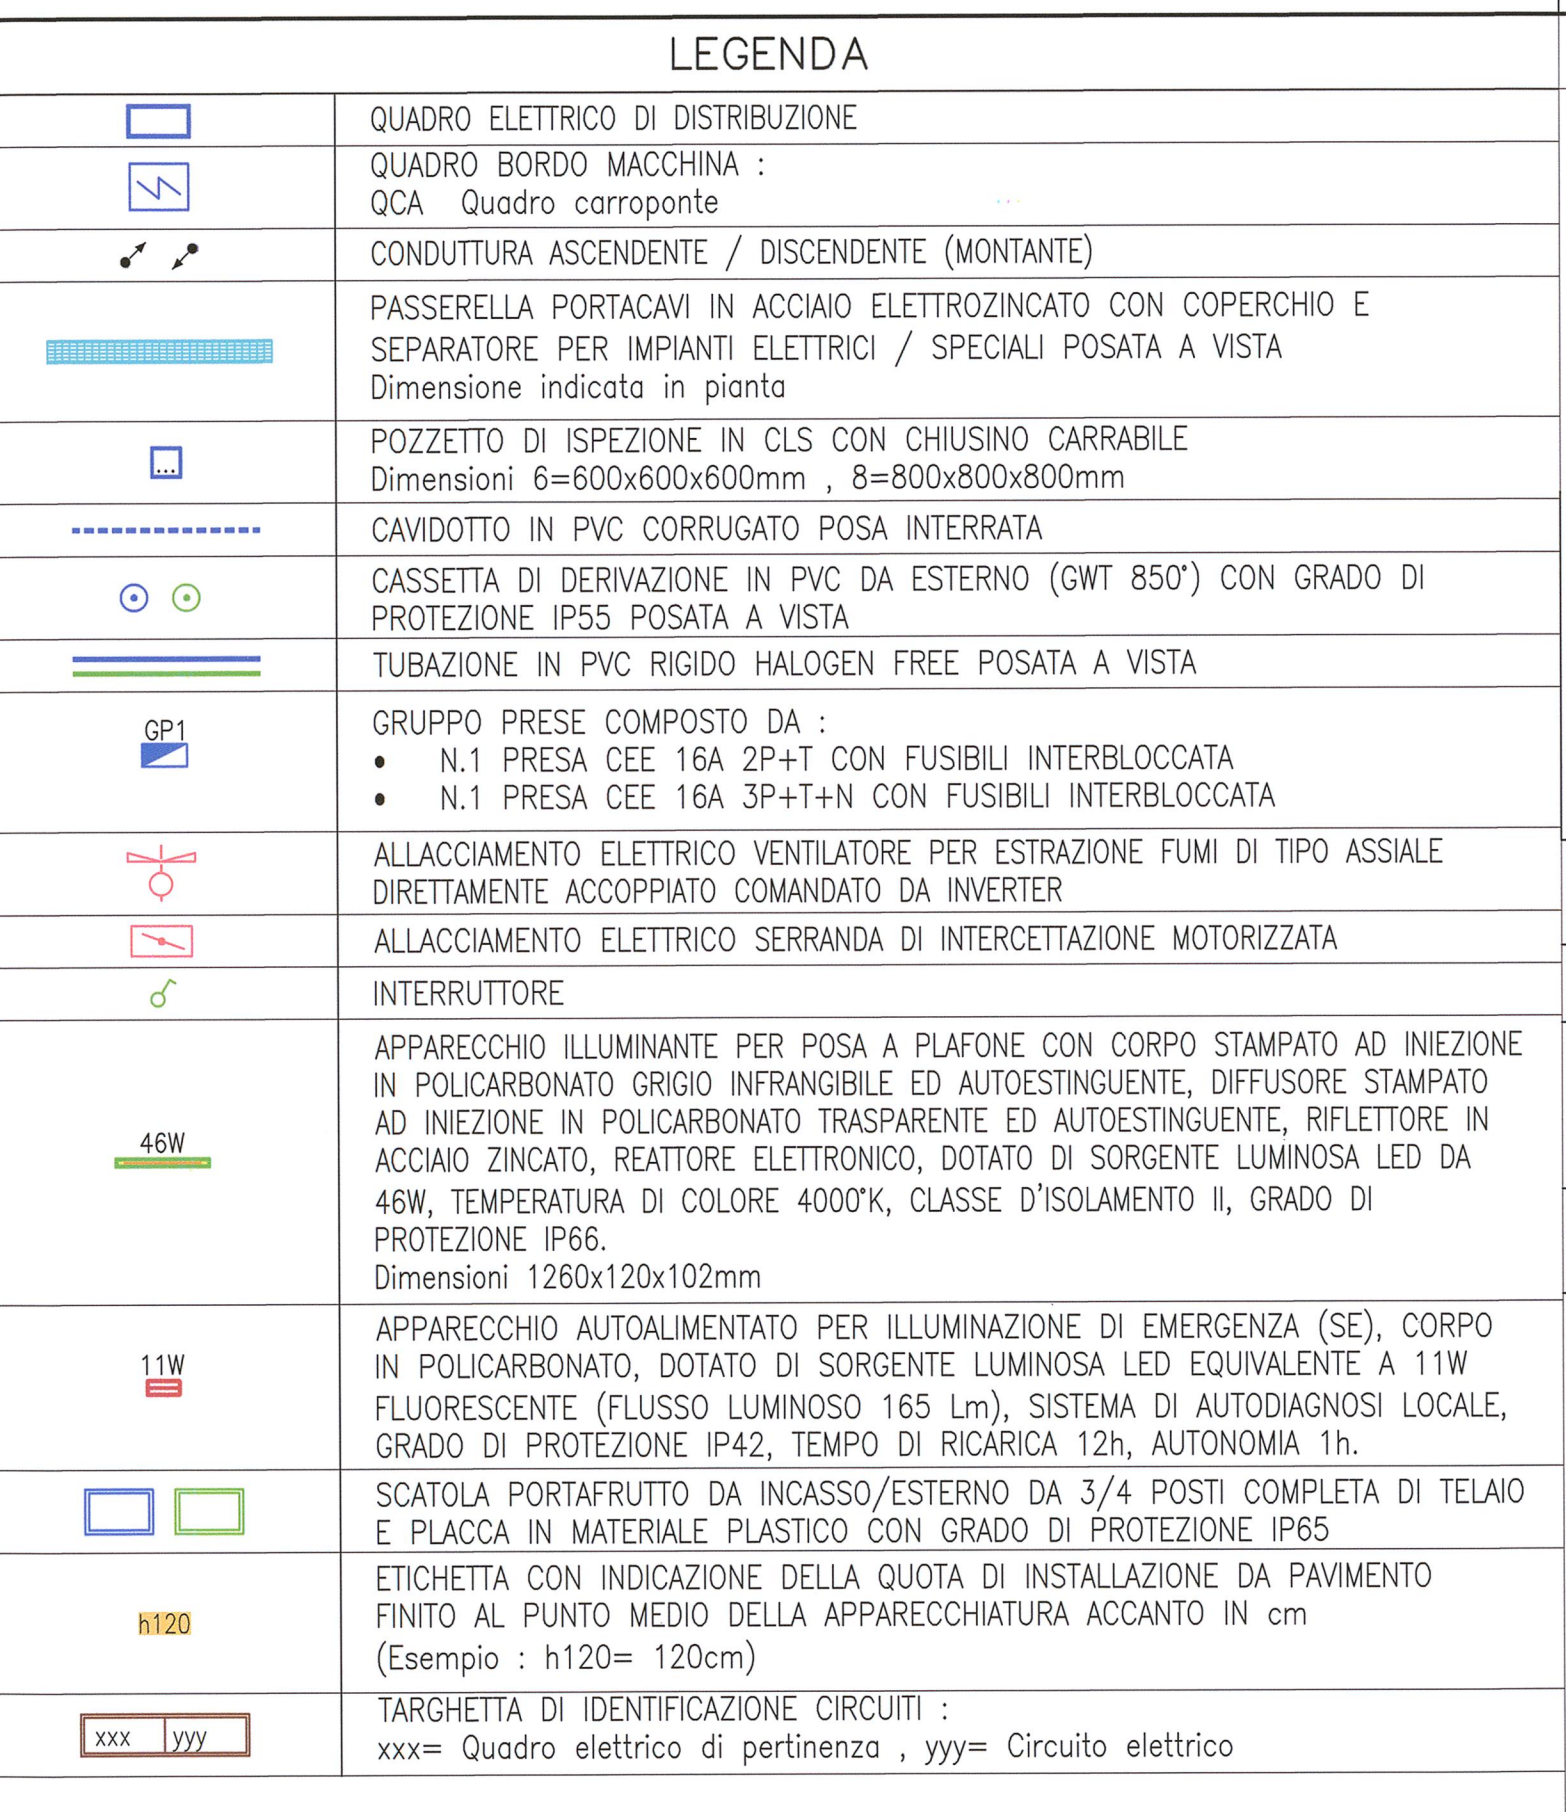 LEGENDA
QUADRO ELETTRICO DI DISTRIBUZIONE
QUADRO BORDO MACCHINA :
QCA Quadro carroponte
CONDUTTURA ASCENDENTE / DISCENDENTE (MONTANTE)
PASSERELLA PORTACAVI IN ACCIAIO ELETTROZINCATO CON COPERCHIO E
SEPARATORE PER IMPIANTI ELETTRICI / SPECIALI POSATA A VISTA
Dimensione indicata in pianta
...
POZZETTO DI ISPEZIONE IN CLS CON CHIUSINO CARRABILE
Dimensioni 6=600x600x600mm , 8=800x800x800mm
CAVIDOTTO IN PVC CORRUGATO POSA INTERRATA
CASSETTA DI DERIVAZIONE IN PVC DA ESTERNO (GWT 850°) CON GRADO DI
PROTEZIONE IP55 POSATA A VISTA
TUBAZIONE IN PVC RIGIDO HALOGEN FREE POSATA A VISTA
GP1
GRUPPO PRESE COMPOSTO DA :
• N.1 PRESA CEE 16A 2P+T CON FUSIBILI INTERBLOCCATA
• N.1 PRESA CEE 16A 3P+T+N CON FUSIBILI INTERBLOCCATA
ALLACCIAMENTO ELETTRICO VENTILATORE PER ESTRAZIONE FUMI DI TIPO ASSIALE
DIRETTAMENTE ACCOPPIATO COMANDATO DA INVERTER
ALLACCIAMENTO ELETTRICO SERRANDA DI INTERCETTAZIONE MOTORIZZATA
INTERRUTTORE
46W
APPARECCHIO ILLUMINANTE PER POSA A PLAFONE CON CORPO STAMPATO AD INIEZIONE
IN POLICARBONATO GRIGIO INFRANGIBILE ED AUTOESTINGUENTE, DIFFUSORE STAMPATO
AD INIEZIONE IN POLICARBONATO TRASPARENTE ED AUTOESTINGUENTE, RIFLETTORE IN
ACCIAIO ZINCATO, REATTORE ELETTRONICO, DOTATO DI SORGENTE LUMINOSA LED DA
46W, TEMPERATURA DI COLORE 4000°K, CLASSE D'ISOLAMENTO II, GRADO DI
PROTEZIONE IP66.
Dimensioni 1260x120x102mm
11W
APPARECCHIO AUTOALIMENTATO PER ILLUMINAZIONE DI EMERGENZA (SE), CORPO
IN POLICARBONATO, DOTATO DI SORGENTE LUMINOSA LED EQUIVALENTE A 11W
FLUORESCENTE (FLUSSO LUMINOSO 165 Lm), SISTEMA DI AUTODIAGNOSI LOCALE,
GRADO DI PROTEZIONE IP42, TEMPO DI RICARICA 12h, AUTONOMIA 1h.
SCATOLA PORTAFRUTTO DA INCASSO/ESTERNO DA 3/4 POSTI COMPLETA DI TELAIO
E PLACCA IN MATERIALE PLASTICO CON GRADO DI PROTEZIONE IP65
h120
ETICHETTA CON INDICAZIONE DELLA QUOTA DI INSTALLAZIONE DA PAVIMENTO
FINITO AL PUNTO MEDIO DELLA APPARECCHIATURA ACCANTO IN cm
(Esempio : h120= 120cm)
xxx yyy
TARGHETTA DI IDENTIFICAZIONE CIRCUITI :
xxx= Quadro elettrico di pertinenza , yyy= Circuito elettrico